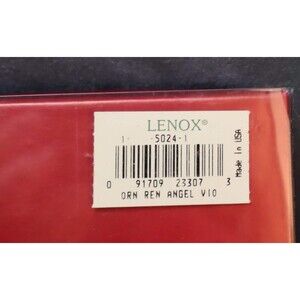 LENOX®
1- -5024-1
Made in USA
0 91709 23307 3
ORN REN ANGEL VIO